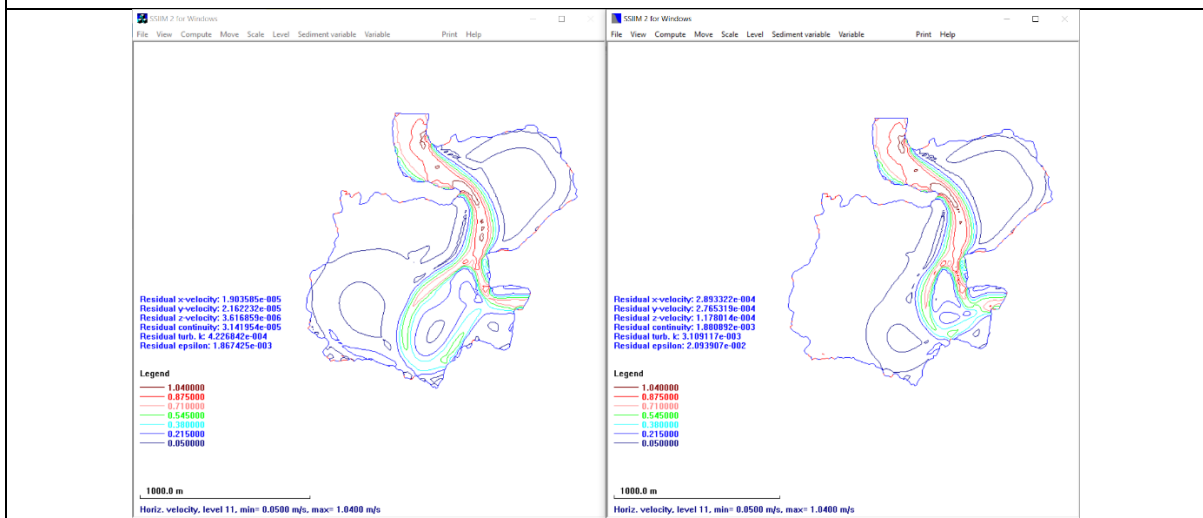 SSIIM 2 for Windows
File View Compute Move Scale Level Sediment variable Variable Print Help
Residual x-velocity: 1.903585e-005
Residual y-velocity: 2.162232e-005
Residual z-velocity: 3.616859e-006
Residual continuity: 3.141954e-005
Residual turb. k: 4.226842e-004
Residual epsilon: 1.867425e-003
Legend
1.040000
0.875000
0.710000
0.545000
0.380000
0.215000
0.050000
1000.0 m
Horiz. velocity, level 11, min= 0.0500 m/s, max= 1.0400 m/s
SSIIM 2 for Windows
File View Compute Move Scale Level Sediment variable Variable Print Help
Residual x-velocity: 2.893322e-004
Residual y-velocity: 2.765319e-004
Residual z-velocity: 1.178014e-004
Residual continuity: 1.880892e-003
Residual turb. k: 3.109117e-003
Residual epsilon: 2.093907e-002
Legend
1.040000
0.875000
0.710000
0.545000
0.380000
0.215000
0.050000
1000.0 m
Horiz. velocity, level 11, min= 0.0500 m/s, max= 1.0400 m/s